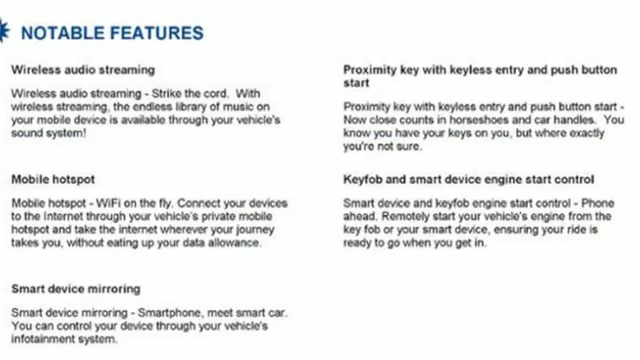 NOTABLE FEATURES
Wireless audio streaming
Wireless audio streaming - Strike the cord. With
wireless streaming, the endless library of music on
your mobile device is available through your vehicle's
sound system!
Mobile hotspot
Mobile hotspot - WiFi on the fly. Connect your devices
to the Internet through your vehicle's private mobile
hotspot and take the internet wherever your journey
takes you, without eating up your data allowance.
Smart device mirroring
Smart device mirroring - Smartphone, meet smart car.
You can control your device through your vehicle's
infotainment system.
Proximity key with keyless entry and push button
start
Proximity key with keyless entry and push button start -
Now close counts in horseshoes and car handles. You
know you have your keys on you, but where exactly
you're not sure.
Keyfob and smart device engine start control
Smart device and keyfob engine start control - Phone
ahead. Remotely start your vehicle's engine from the
key fob or your smart device, ensuring your ride is
ready to go when you get in.